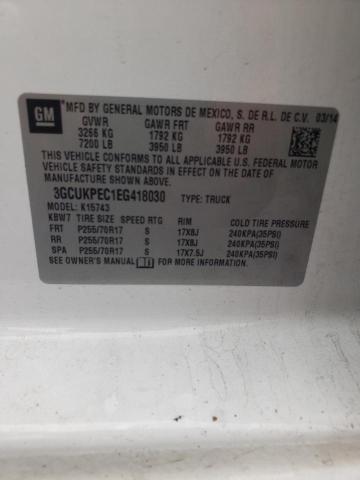 GM
MFD BY GENERAL MOTORS DE MEXICO, S. DE R.L. DE C.V. 03/14
GVWR GAWR FRT GAWR RR
3266 KG 1792 KG 1792 KG
7200 LB 3950 LB 3950 LB
THIS VEHICLE CONFORMS TO ALL APPLICABLE U.S. FEDERAL MOTOR
VEHICLE SAFETY STANDARDS IN EFFECT ON THE DATE OF
MANUFACTURE SHOWN ABOVE.
3GCUKPEC1EG418030 TYPE: TRUCK
MODEL: K15743
KBW7 TIRE SIZE SPEED RTG RIM COLD TIRE PRESSURE
FRT P255/70R17 S 17X8J 240KPA(35PSI)
RR P255/70R17 S 17X8J 240KPA(35PSI)
SPA P255/70R17 S 17X7.5J 240KPA(35PSI)
SEE OWNER'S MANUAL FOR MORE INFORMATION